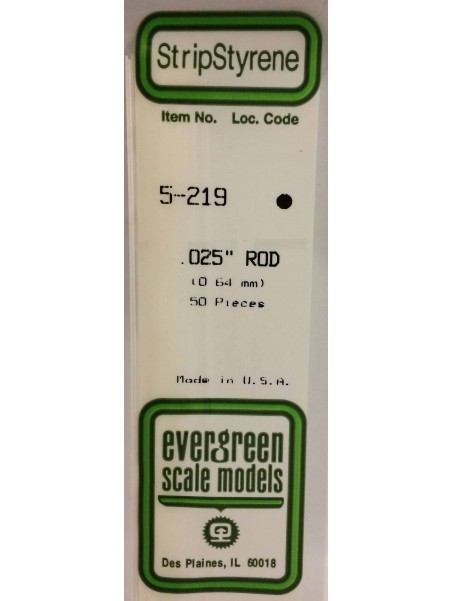 StripStyrene
Item No. Loc. Code
5-219 ●
.025" ROD
(0.64 mm)
50 Pieces
Made in U.S.A.
evergreen
scale models
Des Plaines, IL 60018